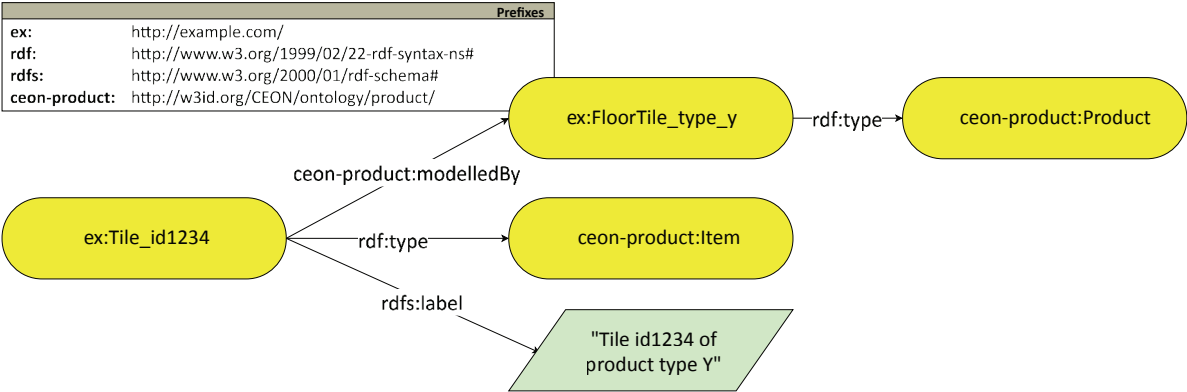 Prefixes
ex: http://example.com/
rdf: http://www.w3.org/1999/02/22-rdf-syntax-ns#
rdfs: http://www.w3.org/2000/01/rdf-schema#
ceon-product: http://w3id.org/CEON/ontology/product/
ex:FloorTile_type_y
rdf:type
ceon-product:Product
ceon-product:modelledBy
ex:Tile_id1234
rdf:type
ceon-product:Item
rdfs:label
"Tile id1234 of
product type Y"